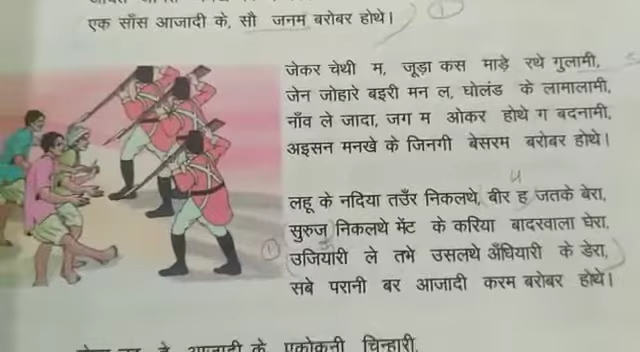 एक साँस आजादी के, सौ जनम बरोबर होथे।
जेकर चेथी म, जूड़ा कस माड़े रथे गुलामी,
जेन जोहारे बइरी मन ल, घोलंड के लामालामी,
नाँव ले जादा, जग म ओकर होथे ग बदनामी,
अइसन मनखे के जिनगी बेसरम बरोबर होथे।
लहू के नदिया तउँर निकलथे, बीर ह जतके बेरा,
सुरुज निकलथे मेंट के करिया बादरवाला घेरा,
उजियारी ले तभे उसलथे अँधियारी के डेरा,
सबे परानी बर आजादी करम बरोबर होथे।
आजादी के एकोकनी चिन्हारी,